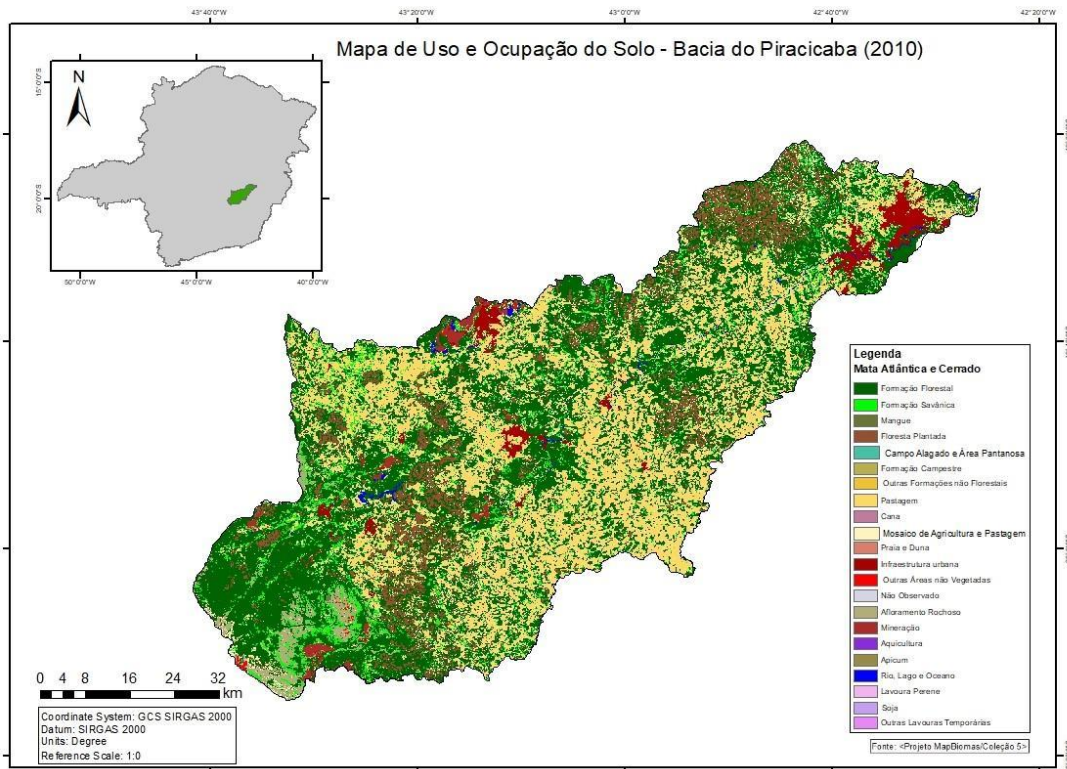 43°40'0"W 43°20'0"W 43°0'0"W 42°40'0"W 42°20'0"W
Mapa de Uso e Ocupação do Solo - Bacia do Piracicaba (2010)
N
15°0'0"S
20°0'0"S
50°0'0"W 45°0'0"W 40°0'0"W
Legenda
Mata Atlântica e Cerrado
Formação Florestal
Formação Savânica
Mangue
Floresta Plantada
Campo Alagado e Área Pantanosa
Formação Campestre
Outras Formações não Florestais
Pastagem
Cana
Mosaico de Agricultura e Pastagem
Praia e Duna
Infraestrutura urbana
Outras Áreas não Vegetadas
Não Observado
Afloramento Rochoso
Mineração
Aquicultura
Apicum
Rio, Lago e Oceano
Lavoura Perene
Soja
Outras Lavouras Temporárias
Fonte: <Projeto MapBiomas/Coleção 5>
0 4 8 16 24 32
km
Coordinate System: GCS SIRGAS 2000
Datum: SIRGAS 2000
Units: Degree
Reference Scale: 1:0